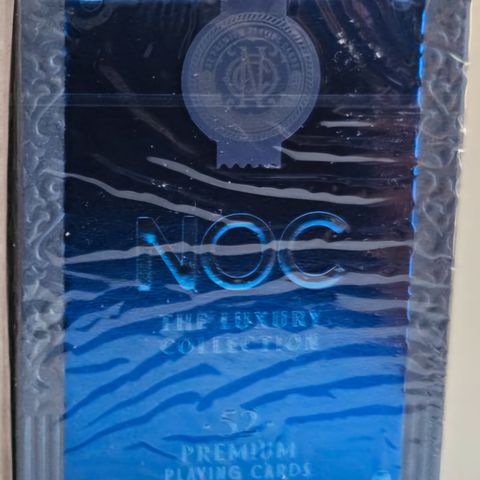 NOC
THE LUXURY
COLLECTION
·52·
PREMIUM
PLAYING CARDS